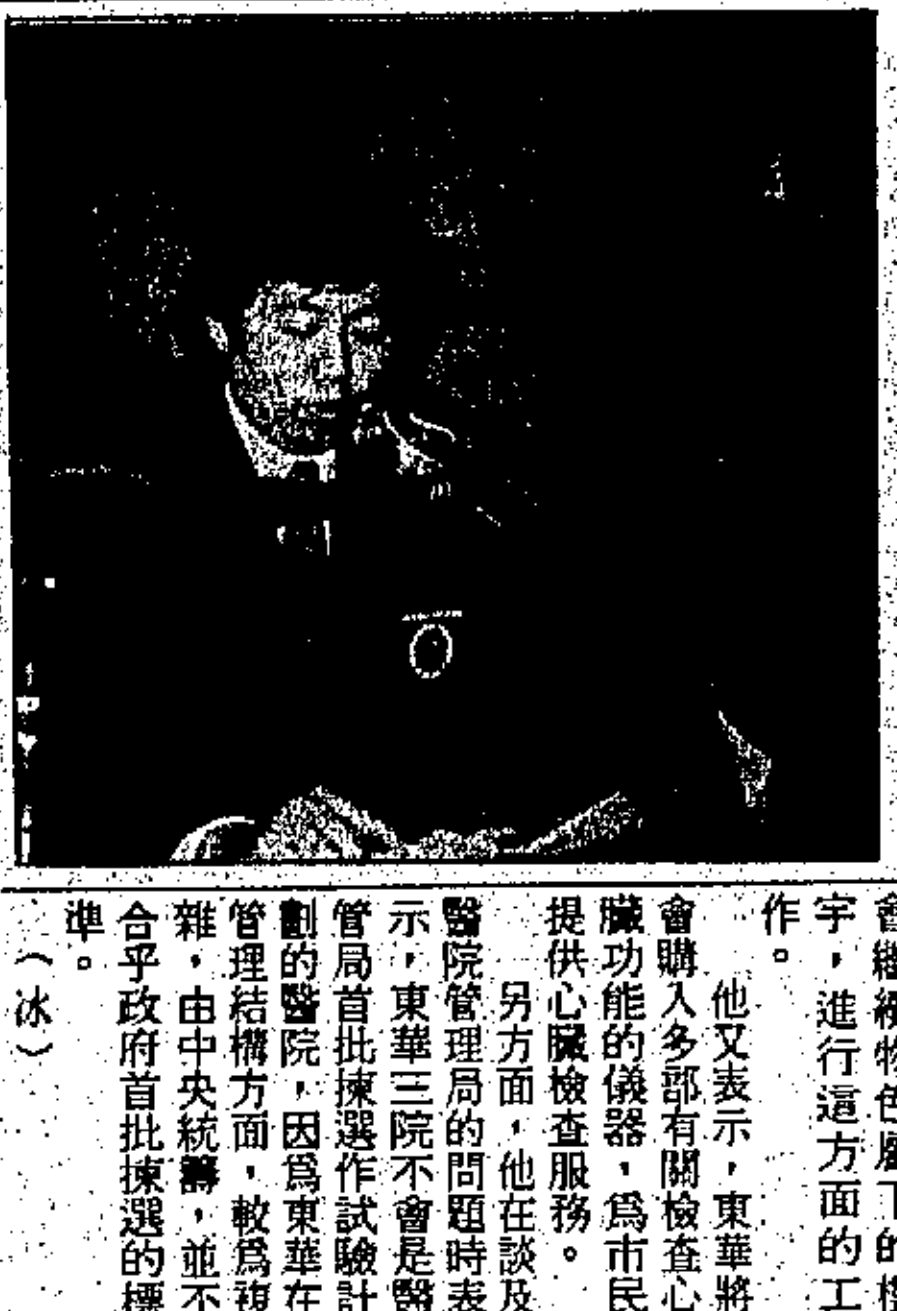 會繼續物色屬下的樓
宇，進行這方面的工
作。
他又表示，東華將
會購入多部有關檢查心
臟功能的儀器，爲市民
提供心臟檢查服務。
另方面，他在談及
醫院管理局的問題時表
示，東華三院不會是醫
管局首批揀選作試驗計
劃的醫院，因爲東華在
管理結構方面，較爲複
雜，由中央統籌，並不
合乎政府首批揀選的標
準。
（冰）